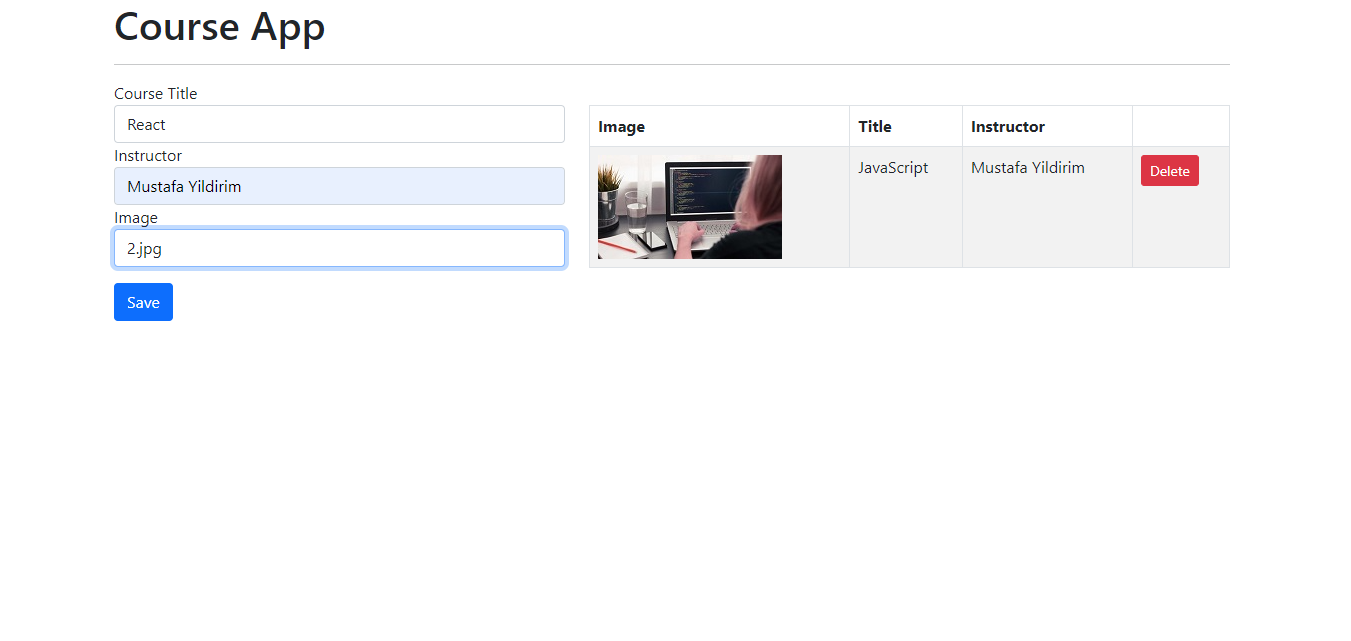 Course App
Course Title
React
Instructor
Mustafa Yildirim
Image
2.jpg
Save
Image Title Instructor
JavaScript Mustafa Yildirim Delete